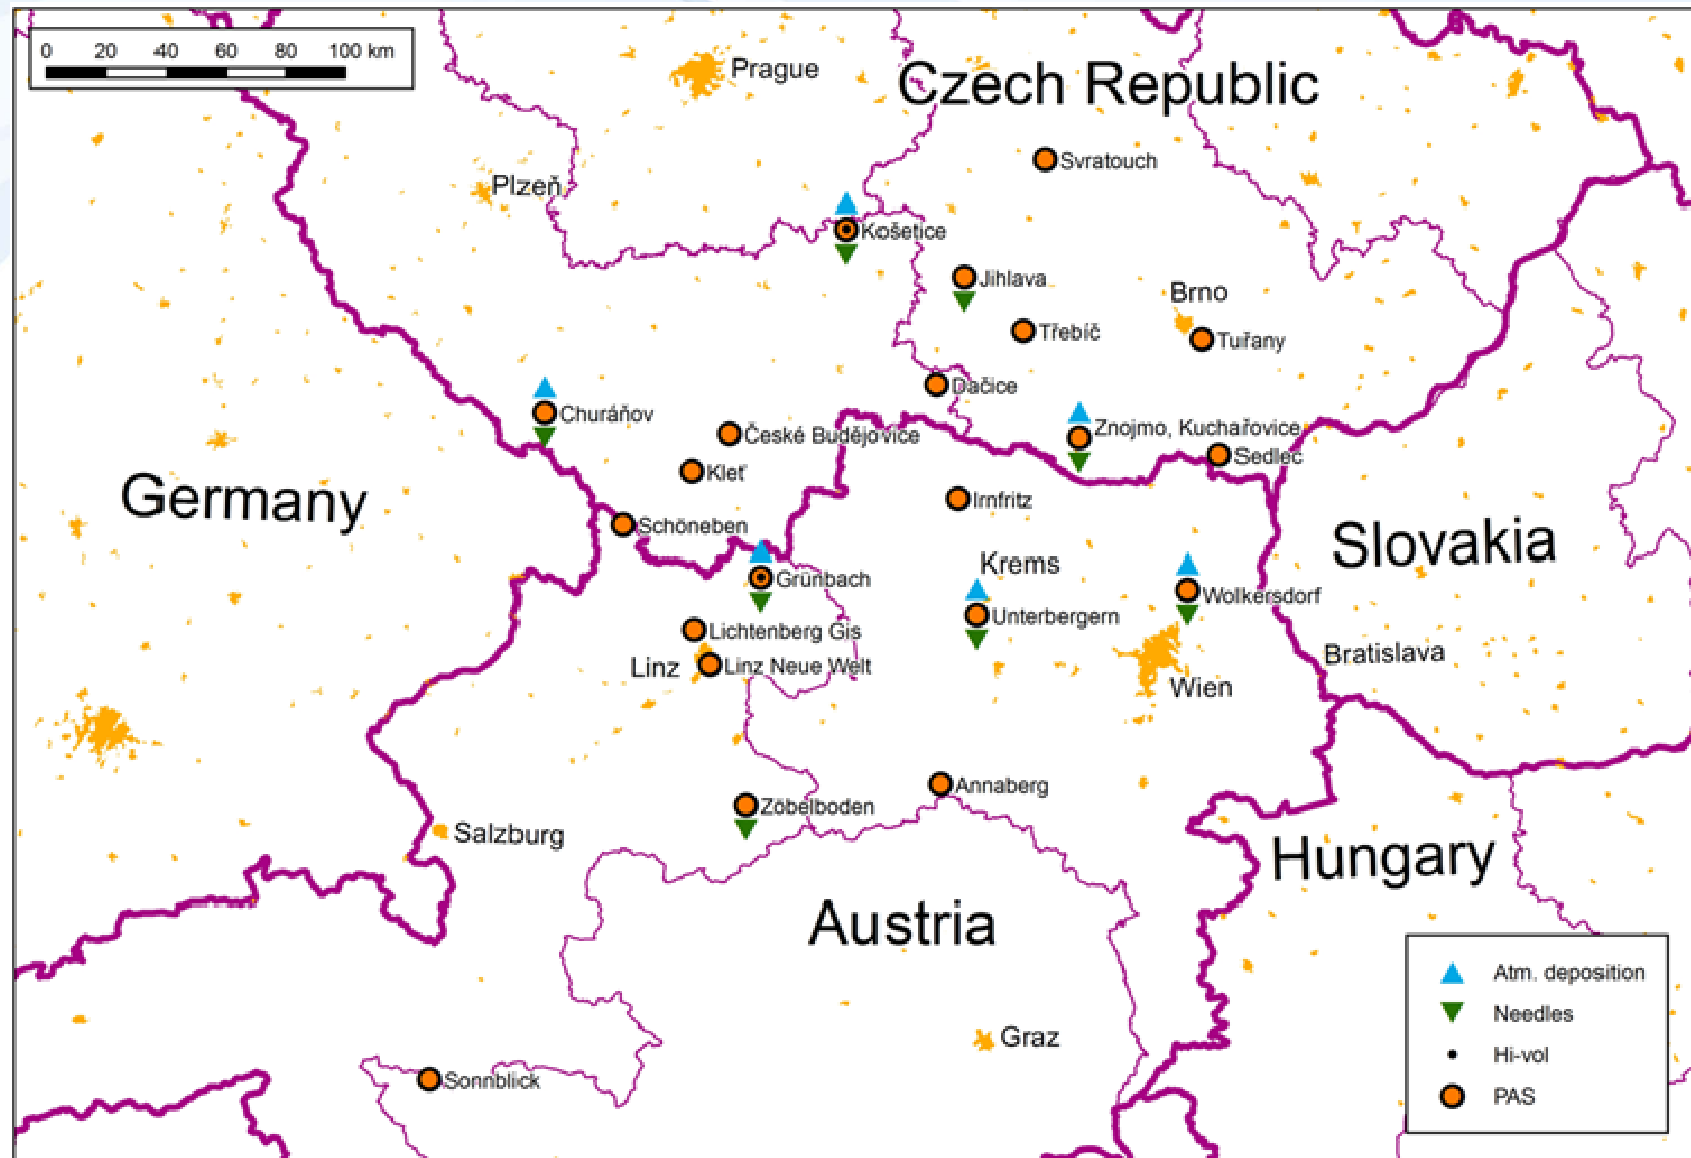 0 20 40 60 80 100 km
Prague
Czech Republic
Svratouch
Plzeň
Košetice
Jihlava
Brno
Třebíč
Tuřany
Dačice
Churáňov
Znojmo, Kuchařovice
České Budějovice
Sedlec
Kleť
Germany
Irnfritz
Schöneben
Slovakia
Krems
Grünbach
Wolkersdorf
Unterbergern
Lichtenberg Gis
Bratislava
Linz
Linz Neue Welt
Wien
Annaberg
Zöbelboden
Salzburg
Hungary
Austria
Atm. deposition
Needles
Graz
Hi-vol
Sonnblick
PAS